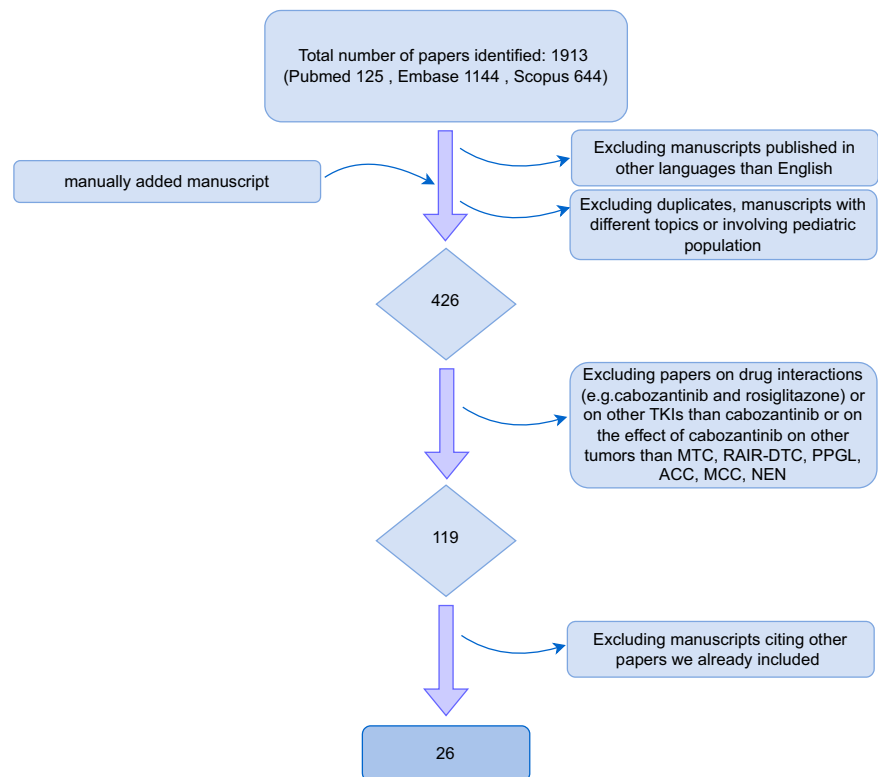 Total number of papers identified: 1913
(Pubmed 125 , Embase 1144 , Scopus 644)
Excluding manuscripts published in
other languages than English
manually added manuscript
Excluding duplicates, manuscripts with
different topics or involving pediatric
population
426
Excluding papers on drug interactions
(e.g.cabozantinib and rosiglitazone) or
on other TKIs than cabozantinib or on
the effect of cabozantinib on other
tumors than MTC, RAIR-DTC, PPGL,
ACC, MCC, NEN
119
Excluding manuscripts citing other
papers we already included
26